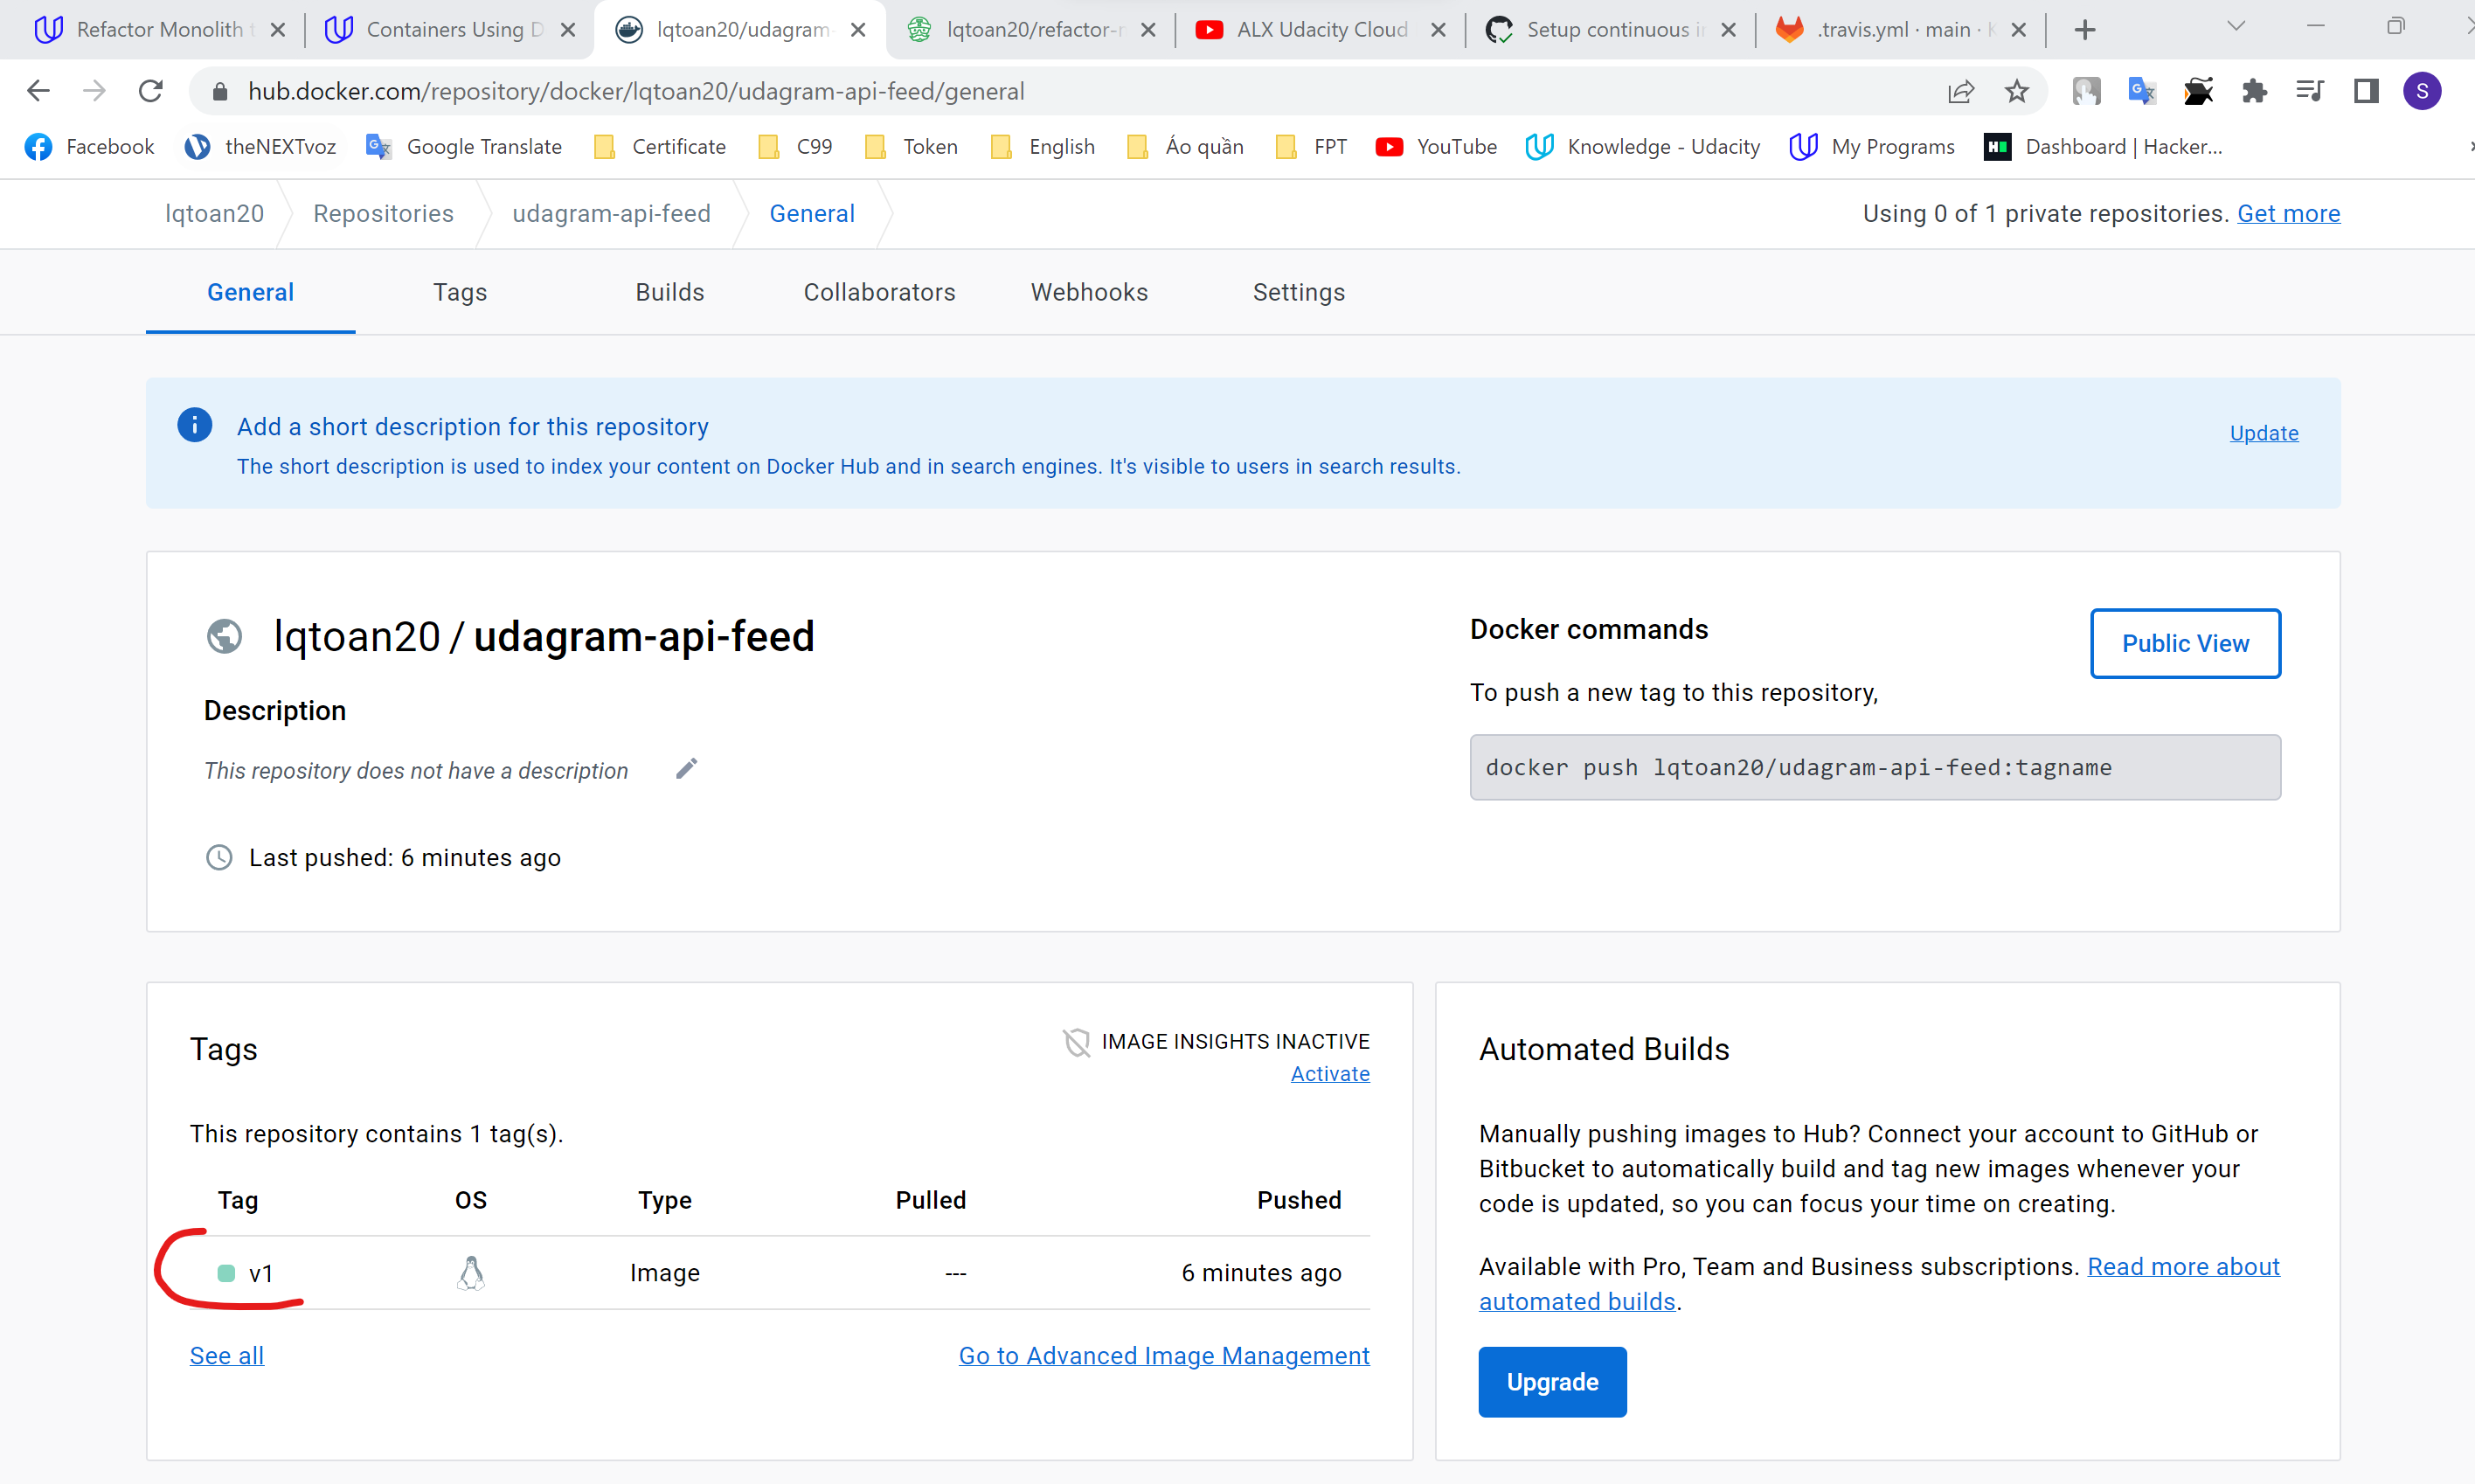 Refactor Monolith t
Containers Using D
lqtoan20/udagram-
lqtoan20/refactor-m
ALX Udacity Cloud
Setup continuous in
.travis.yml · main · K
hub.docker.com/repository/docker/lqtoan20/udagram-api-feed/general
S
Facebook
theNEXTvoz
Google Translate
Certificate
C99
Token
English
Áo quần
FPT
YouTube
Knowledge - Udacity
My Programs
Dashboard | Hacker...
lqtoan20
Repositories
udagram-api-feed
General
Using 0 of 1 private repositories. Get more
General
Tags
Builds
Collaborators
Webhooks
Settings
Add a short description for this repository
Update
The short description is used to index your content on Docker Hub and in search engines. It's visible to users in search results.
lqtoan20 / udagram-api-feed
Description
This repository does not have a description
Last pushed: 6 minutes ago
Docker commands
Public View
To push a new tag to this repository,
docker push lqtoan20/udagram-api-feed:tagname
Tags
IMAGE INSIGHTS INACTIVE
Activate
This repository contains 1 tag(s).
Tag OS Type Pulled Pushed
v1 Image --- 6 minutes ago
See all
Go to Advanced Image Management
Automated Builds
Manually pushing images to Hub? Connect your account to GitHub or
Bitbucket to automatically build and tag new images whenever your
code is updated, so you can focus your time on creating.
Available with Pro, Team and Business subscriptions. Read more about
automated builds.
Upgrade